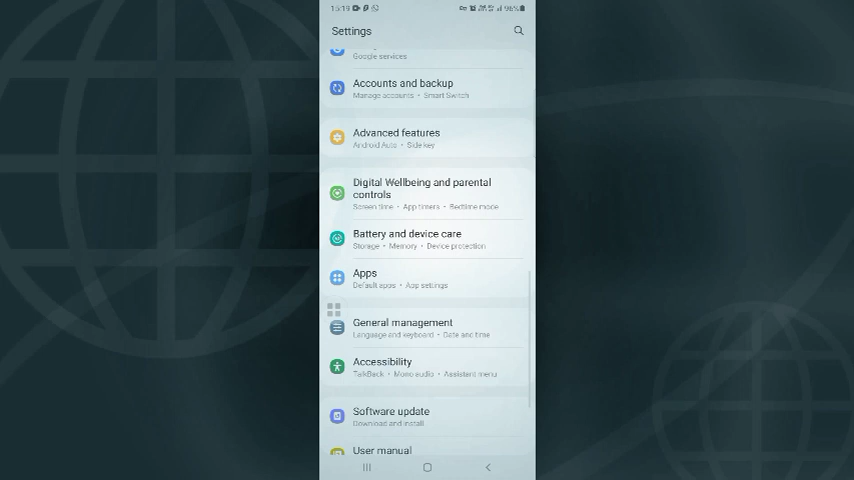 15:19
96%
Settings
Google services
Accounts and backup
Manage accounts • Smart Switch
Advanced features
Android Auto • Side key
Digital Wellbeing and parental
controls
Screen time • App timers • Bedtime mode
Battery and device care
Storage • Memory • Device protection
Apps
Default apps • App settings
General management
Language and keyboard • Date and time
Accessibility
TalkBack • Mono audio • Assistant menu
Software update
Download and install
User manual